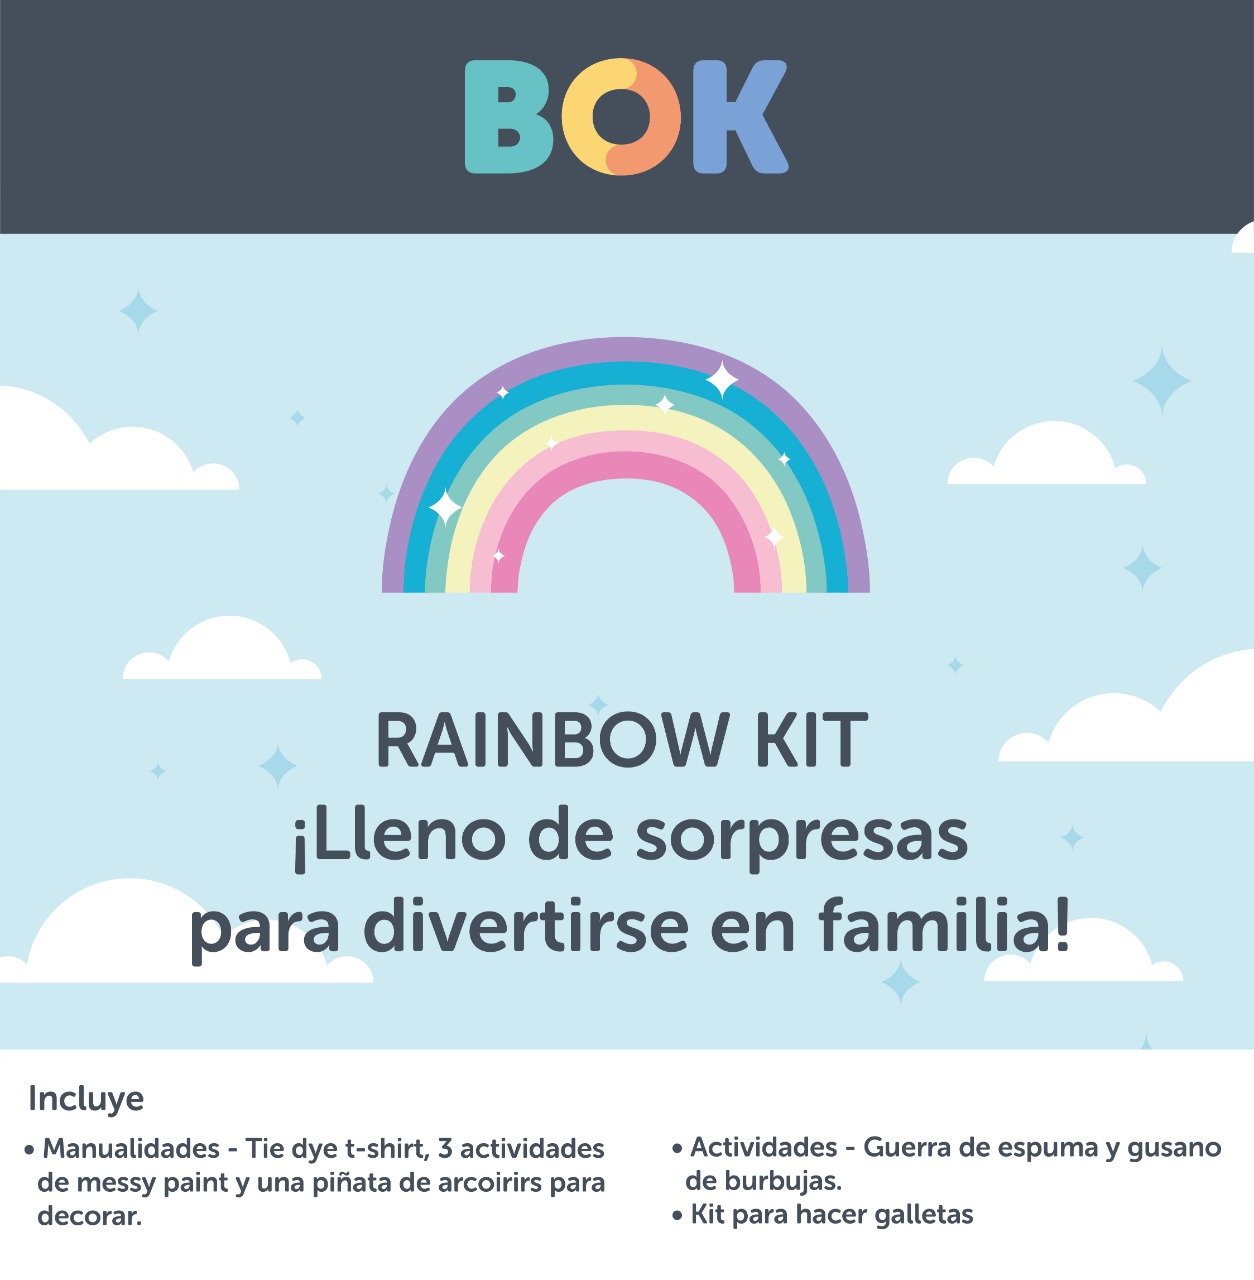 BOK
RAINBOW KIT
¡Lleno de sorpresas
para divertirse en familia!
Incluye
• Manualidades - Tie dye t-shirt, 3 actividades
de messy paint y una piñata de arcoirirs para
decorar.
• Actividades - Guerra de espuma y gusano
de burbujas.
• Kit para hacer galletas